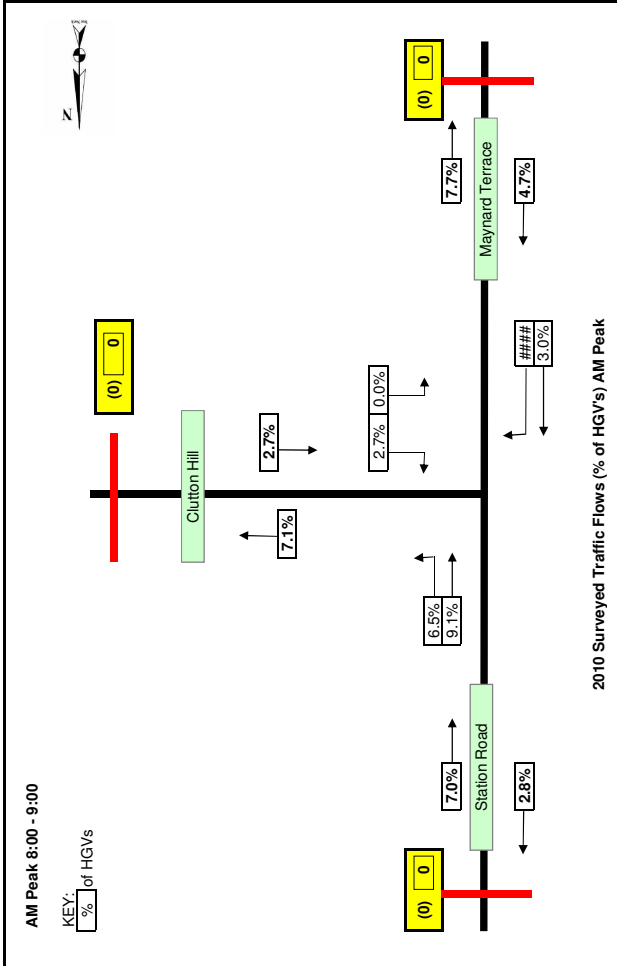 AM Peak 8:00 - 9:00
KEY:
% of HGVs
N
(0) 0
Clutton Hill
7.1%
2.7%
2.7% 0.0%
6.5%
9.1%
(0) 0
Station Road
7.0%
2.8%
(0) 0
Maynard Terrace
7.7%
4.7%
####
3.0%
2010 Surveyed Traffic Flows (% of HGV's) AM Peak